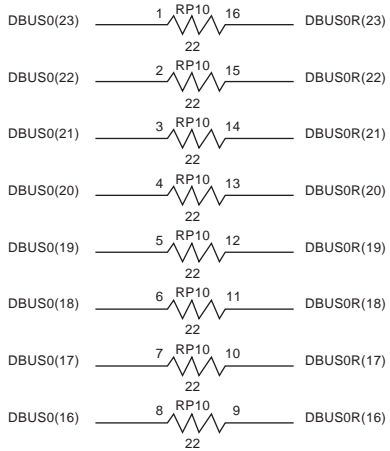 DBUS0(23) 1 RP10 16 DBUS0R(23)
22
DBUS0(22) 2 RP10 15 DBUS0R(22)
22
DBUS0(21) 3 RP10 14 DBUS0R(21)
22
DBUS0(20) 4 RP10 13 DBUS0R(20)
22
DBUS0(19) 5 RP10 12 DBUS0R(19)
22
DBUS0(18) 6 RP10 11 DBUS0R(18)
22
DBUS0(17) 7 RP10 10 DBUS0R(17)
22
DBUS0(16) 8 RP10 9 DBUS0R(16)
22